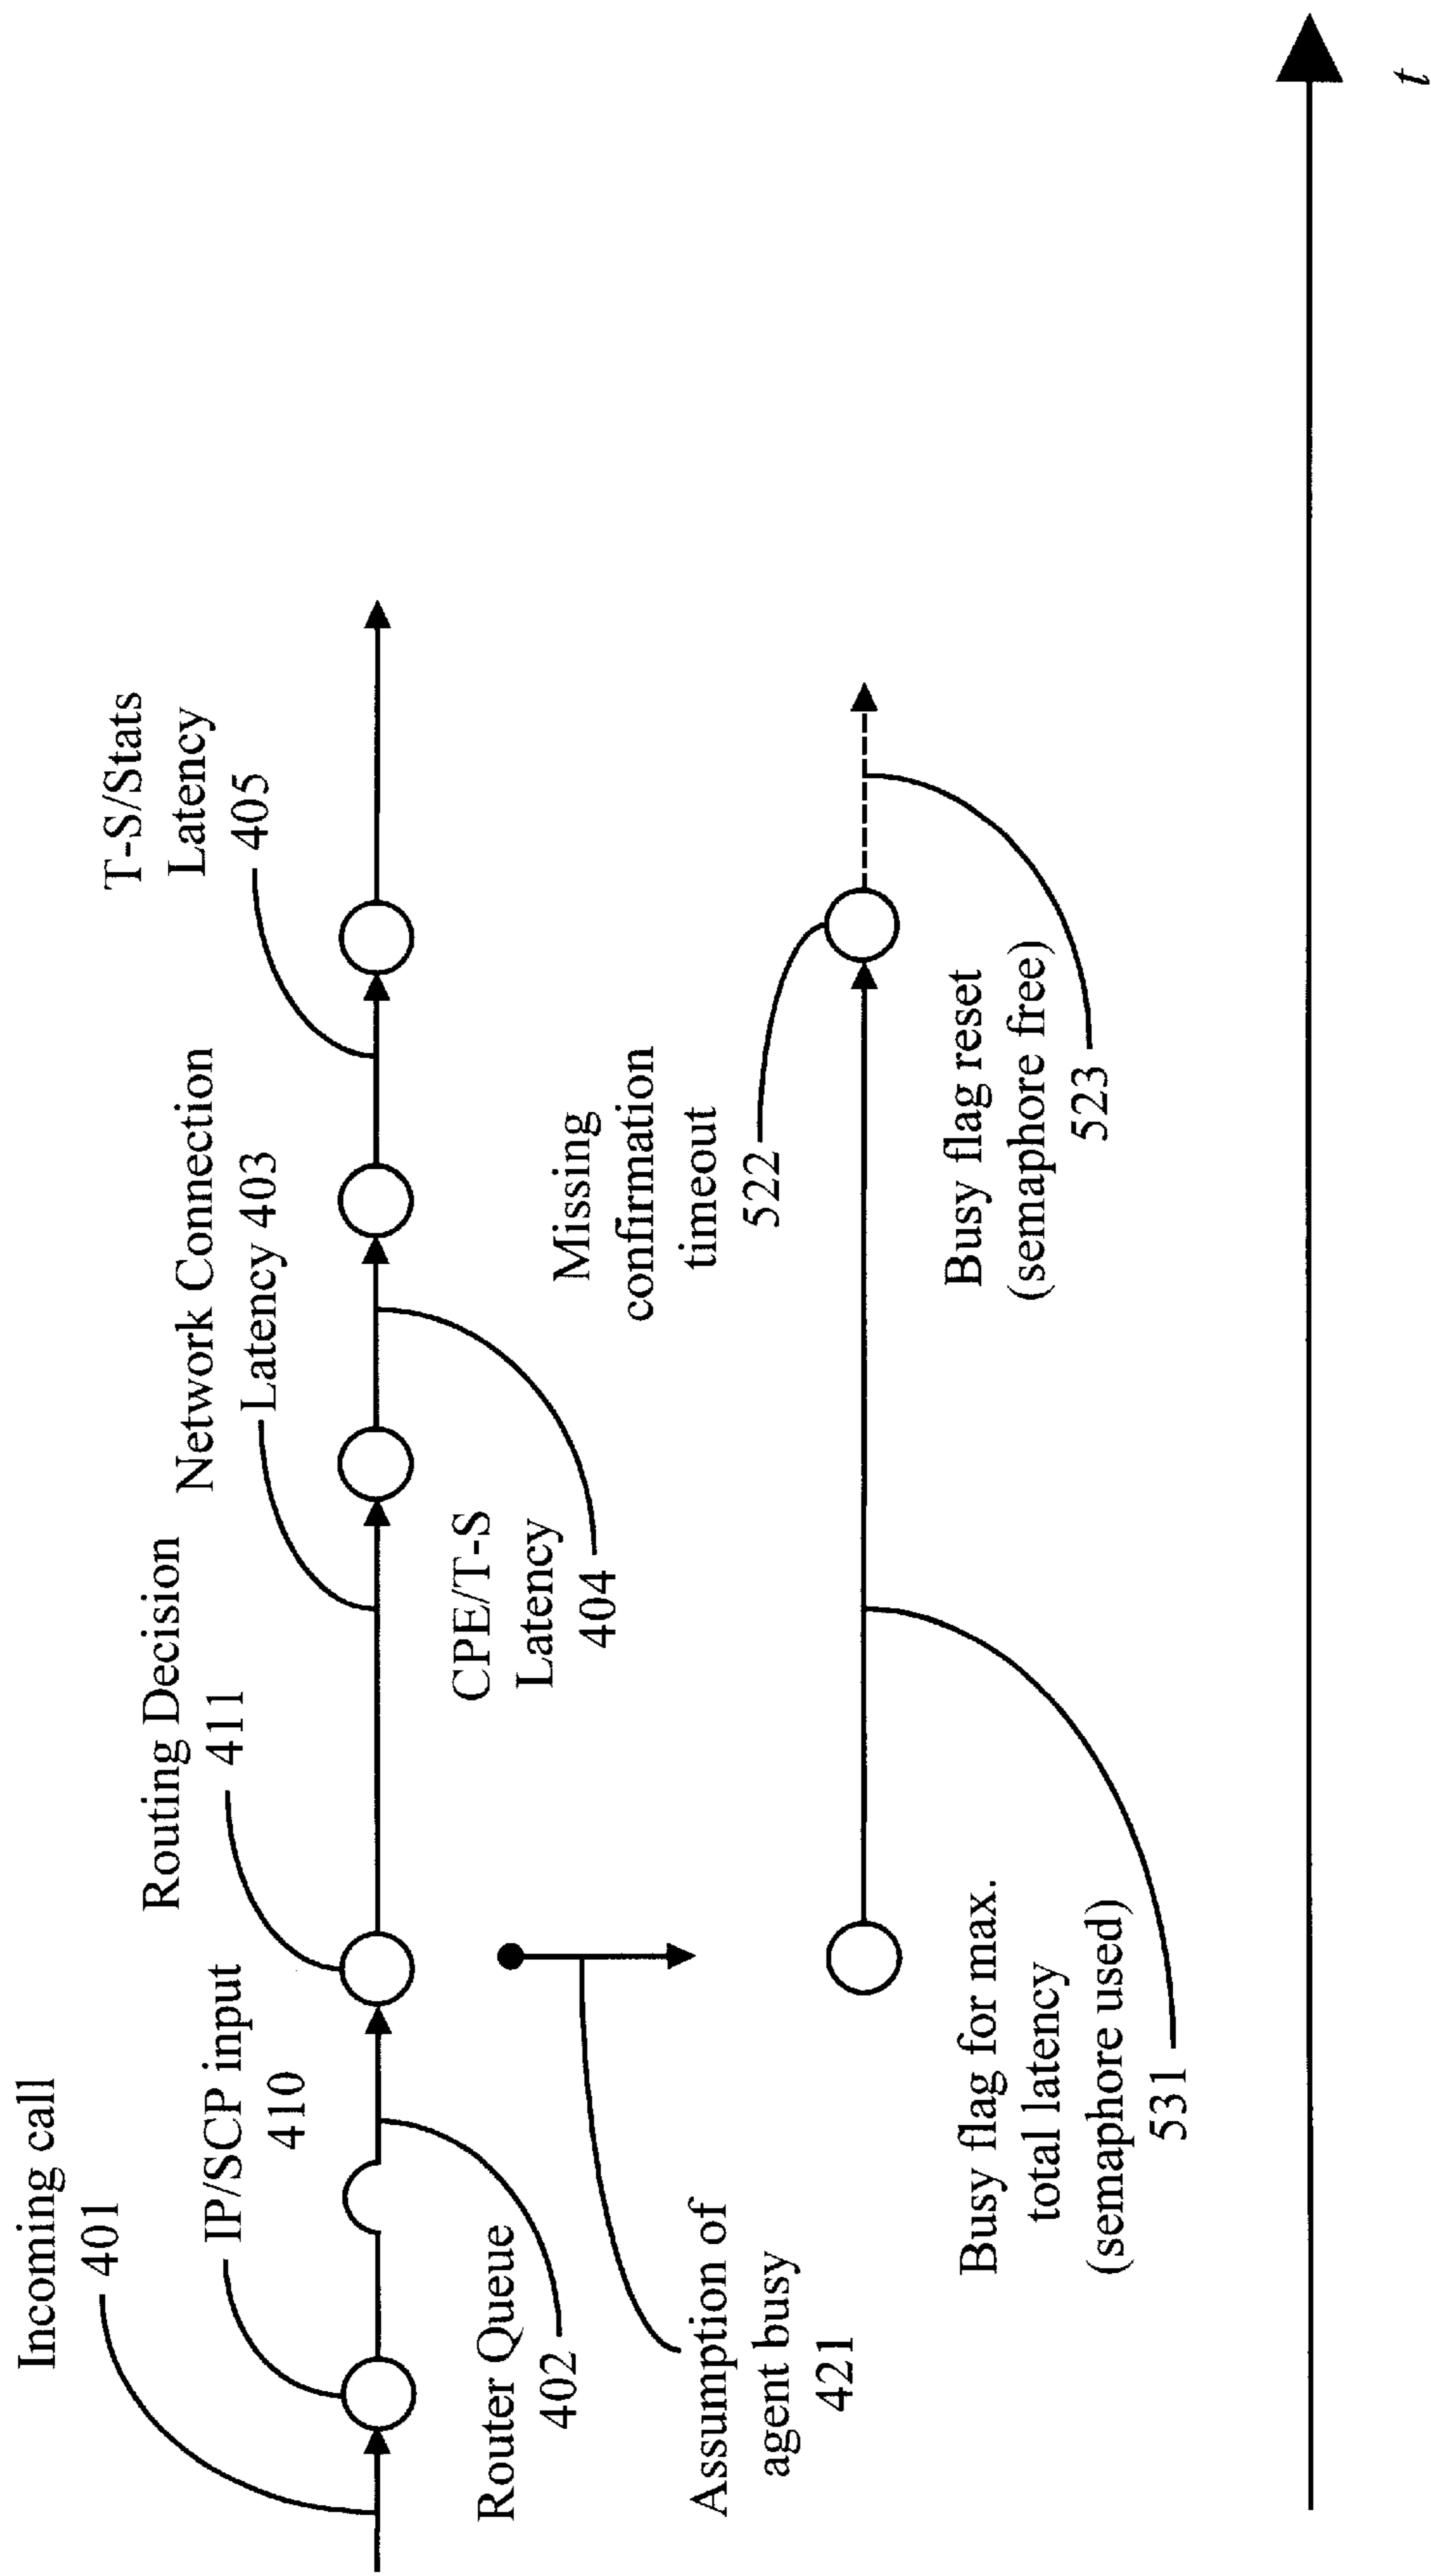 Incoming call
401
IP/SCP input
410
Routing Decision
411
Network Connection
Latency 403
T-S/Stats
Latency
405
Router Queue
402
CPE/T-S
Latency
404
Assumption of
agent busy
421
Missing
confirmation
timeout
522
Busy flag for max.
total latency
(semaphore used)
531
Busy flag reset
(semaphore free)
523
t